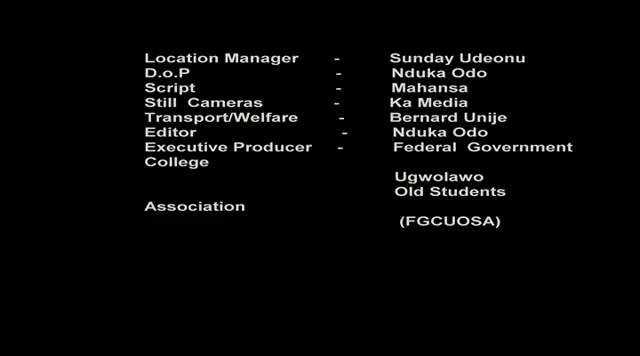 Location Manager - Sunday Udeonu
D.o.P - Nduka Odo
Script - Mahansa
Still Cameras - Ka Media
Transport/Welfare - Bernard Unije
Editor - Nduka Odo
Executive Producer - Federal Government
College
Ugwolawo
Old Students
Association
(FGCUOSA)